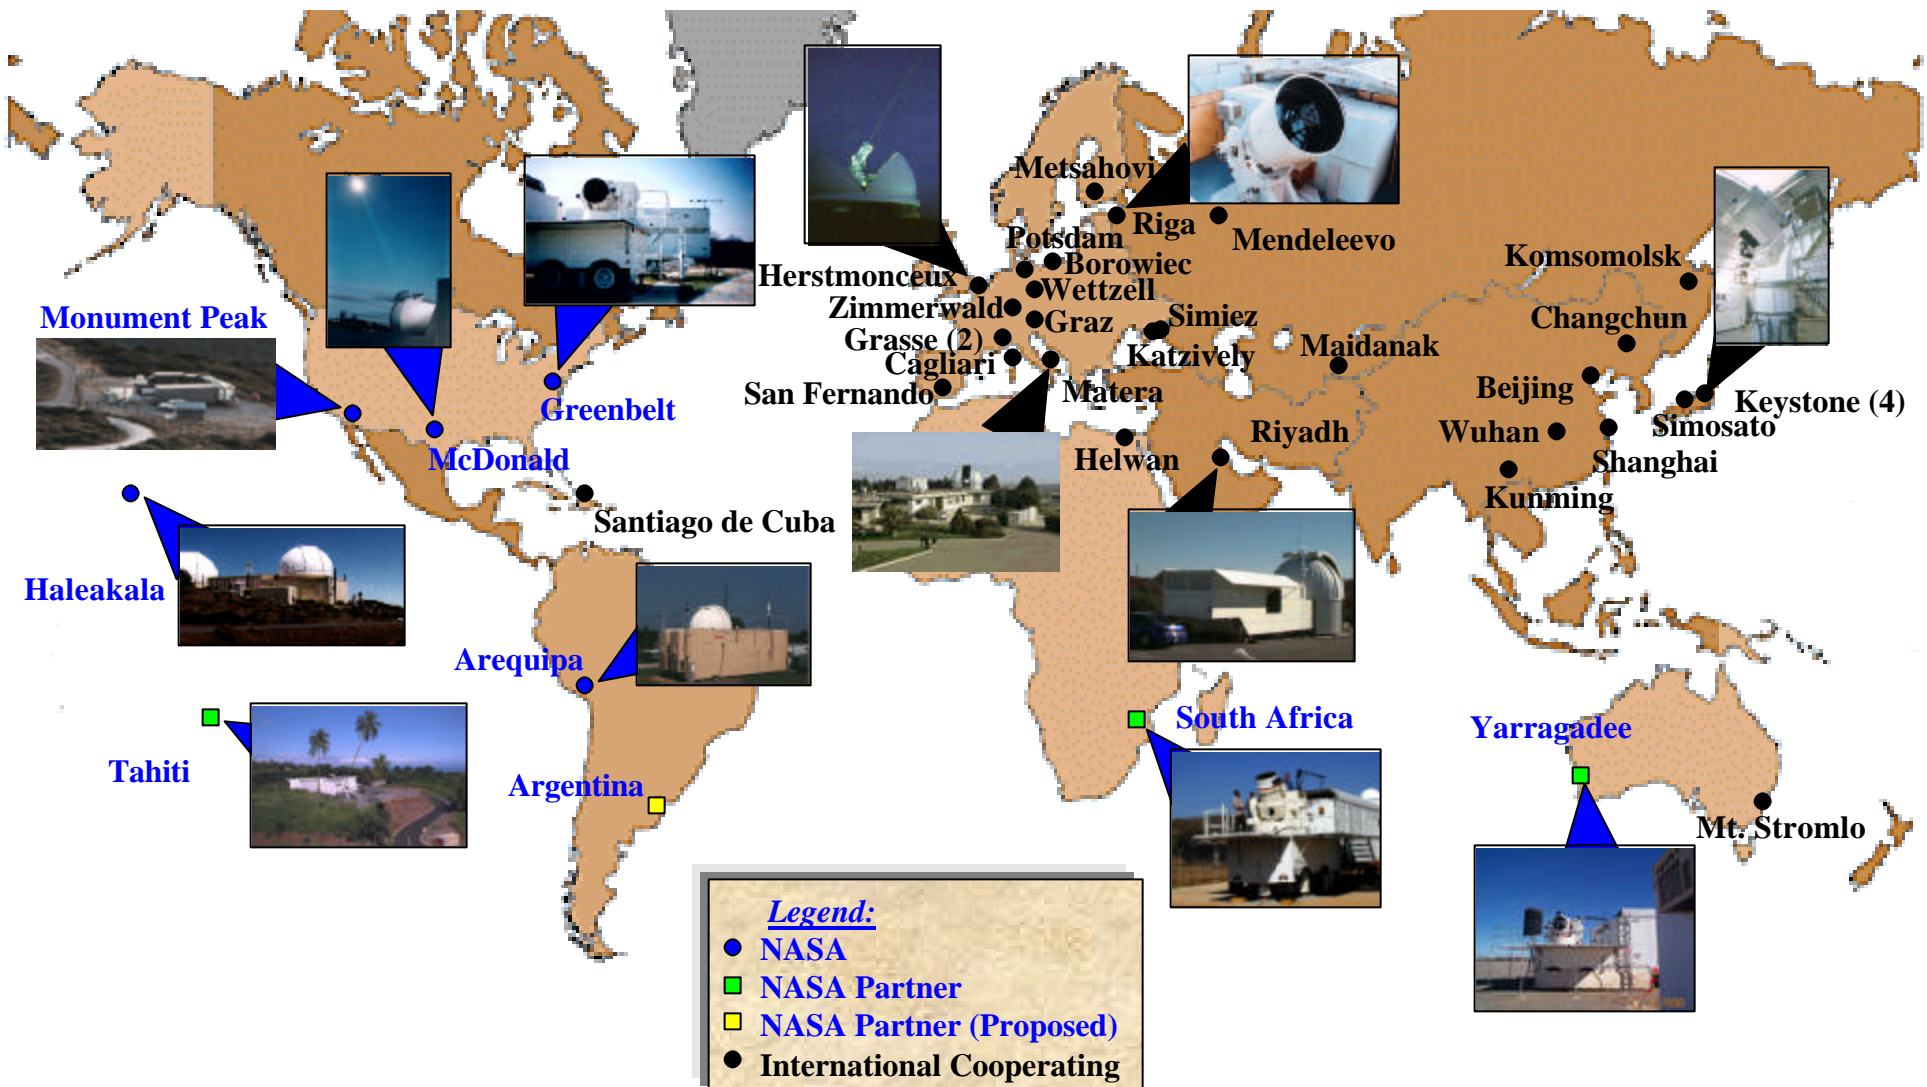 Metsahovi
Riga
Mendeleevo
Potsdam
Borowiec
Herstmonceux
Wettzell
Zimmerwald
Graz
Simiez
Grasse (2)
Katzively
Cagliari
San Fernando
Matera
Maidanak
Komsomolsk
Changchun
Beijing
Keystone (4)
Simosato
Wuhan
Shanghai
Kunming
Riyadh
Helwan
Monument Peak
Greenbelt
McDonald
Santiago de Cuba
Haleakala
Arequipa
Tahiti
Argentina
South Africa
Yarragadee
Mt. Stromlo
Legend:
NASA
NASA Partner
NASA Partner (Proposed)
International Cooperating